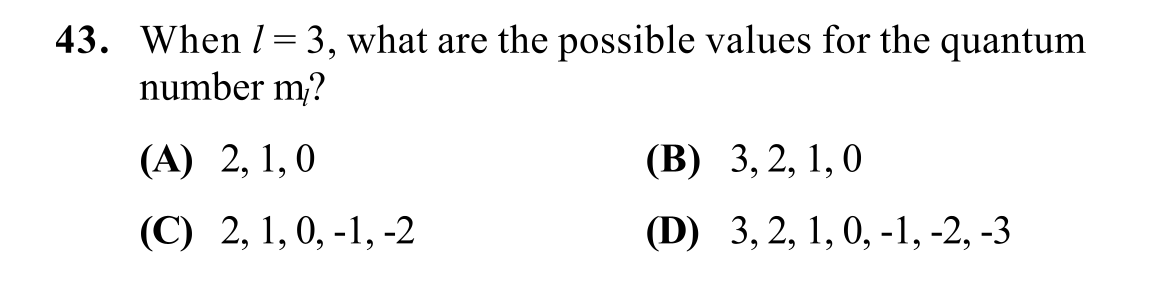 43. When l = 3, what are the possible values for the quantum
number mₗ?
(A) 2, 1, 0 (B) 3, 2, 1, 0
(C) 2, 1, 0, -1, -2 (D) 3, 2, 1, 0, -1, -2, -3